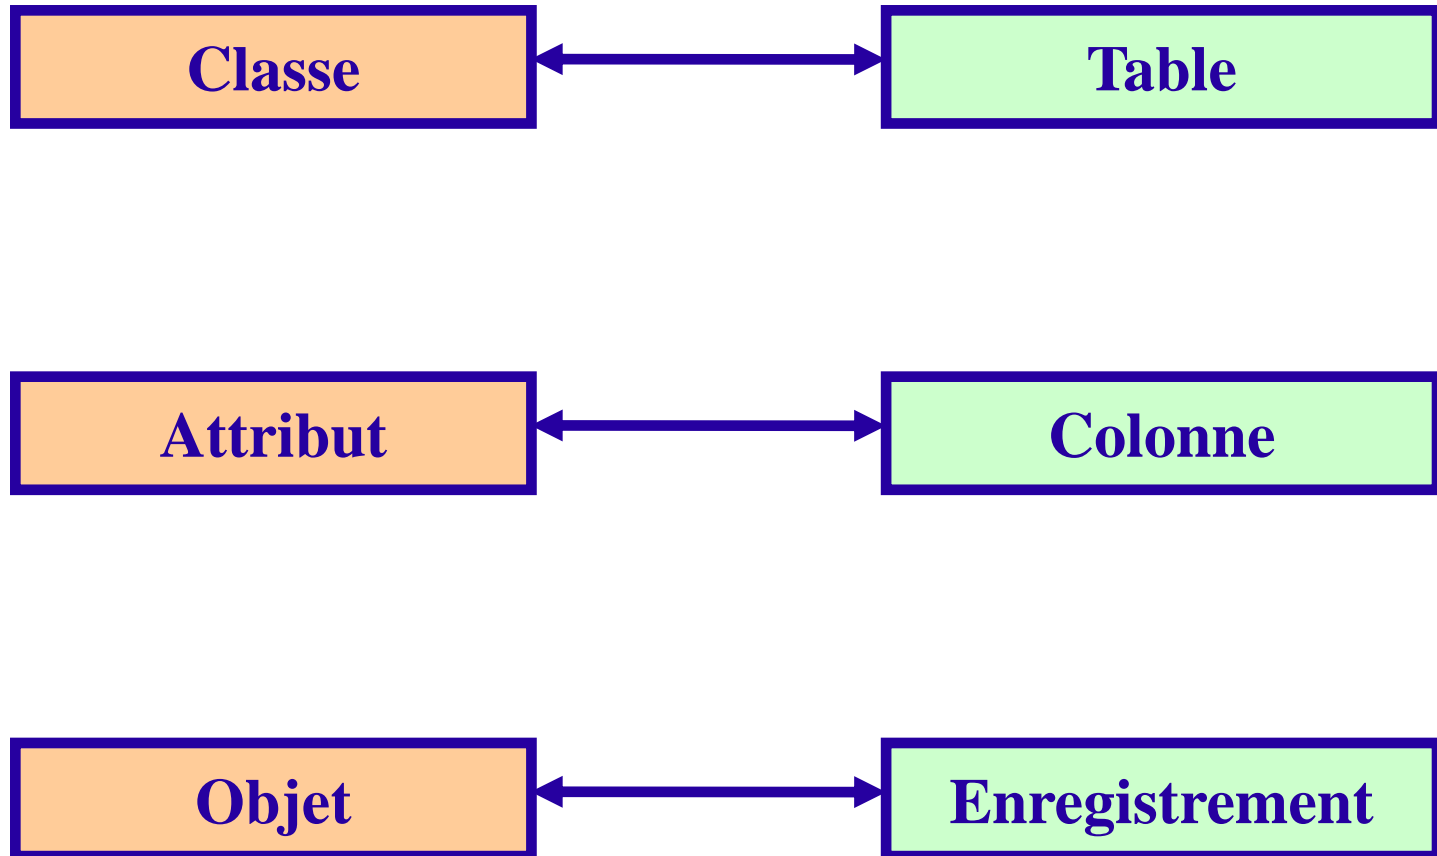 Classe
Table
Attribut
Colonne
Objet
Enregistrement